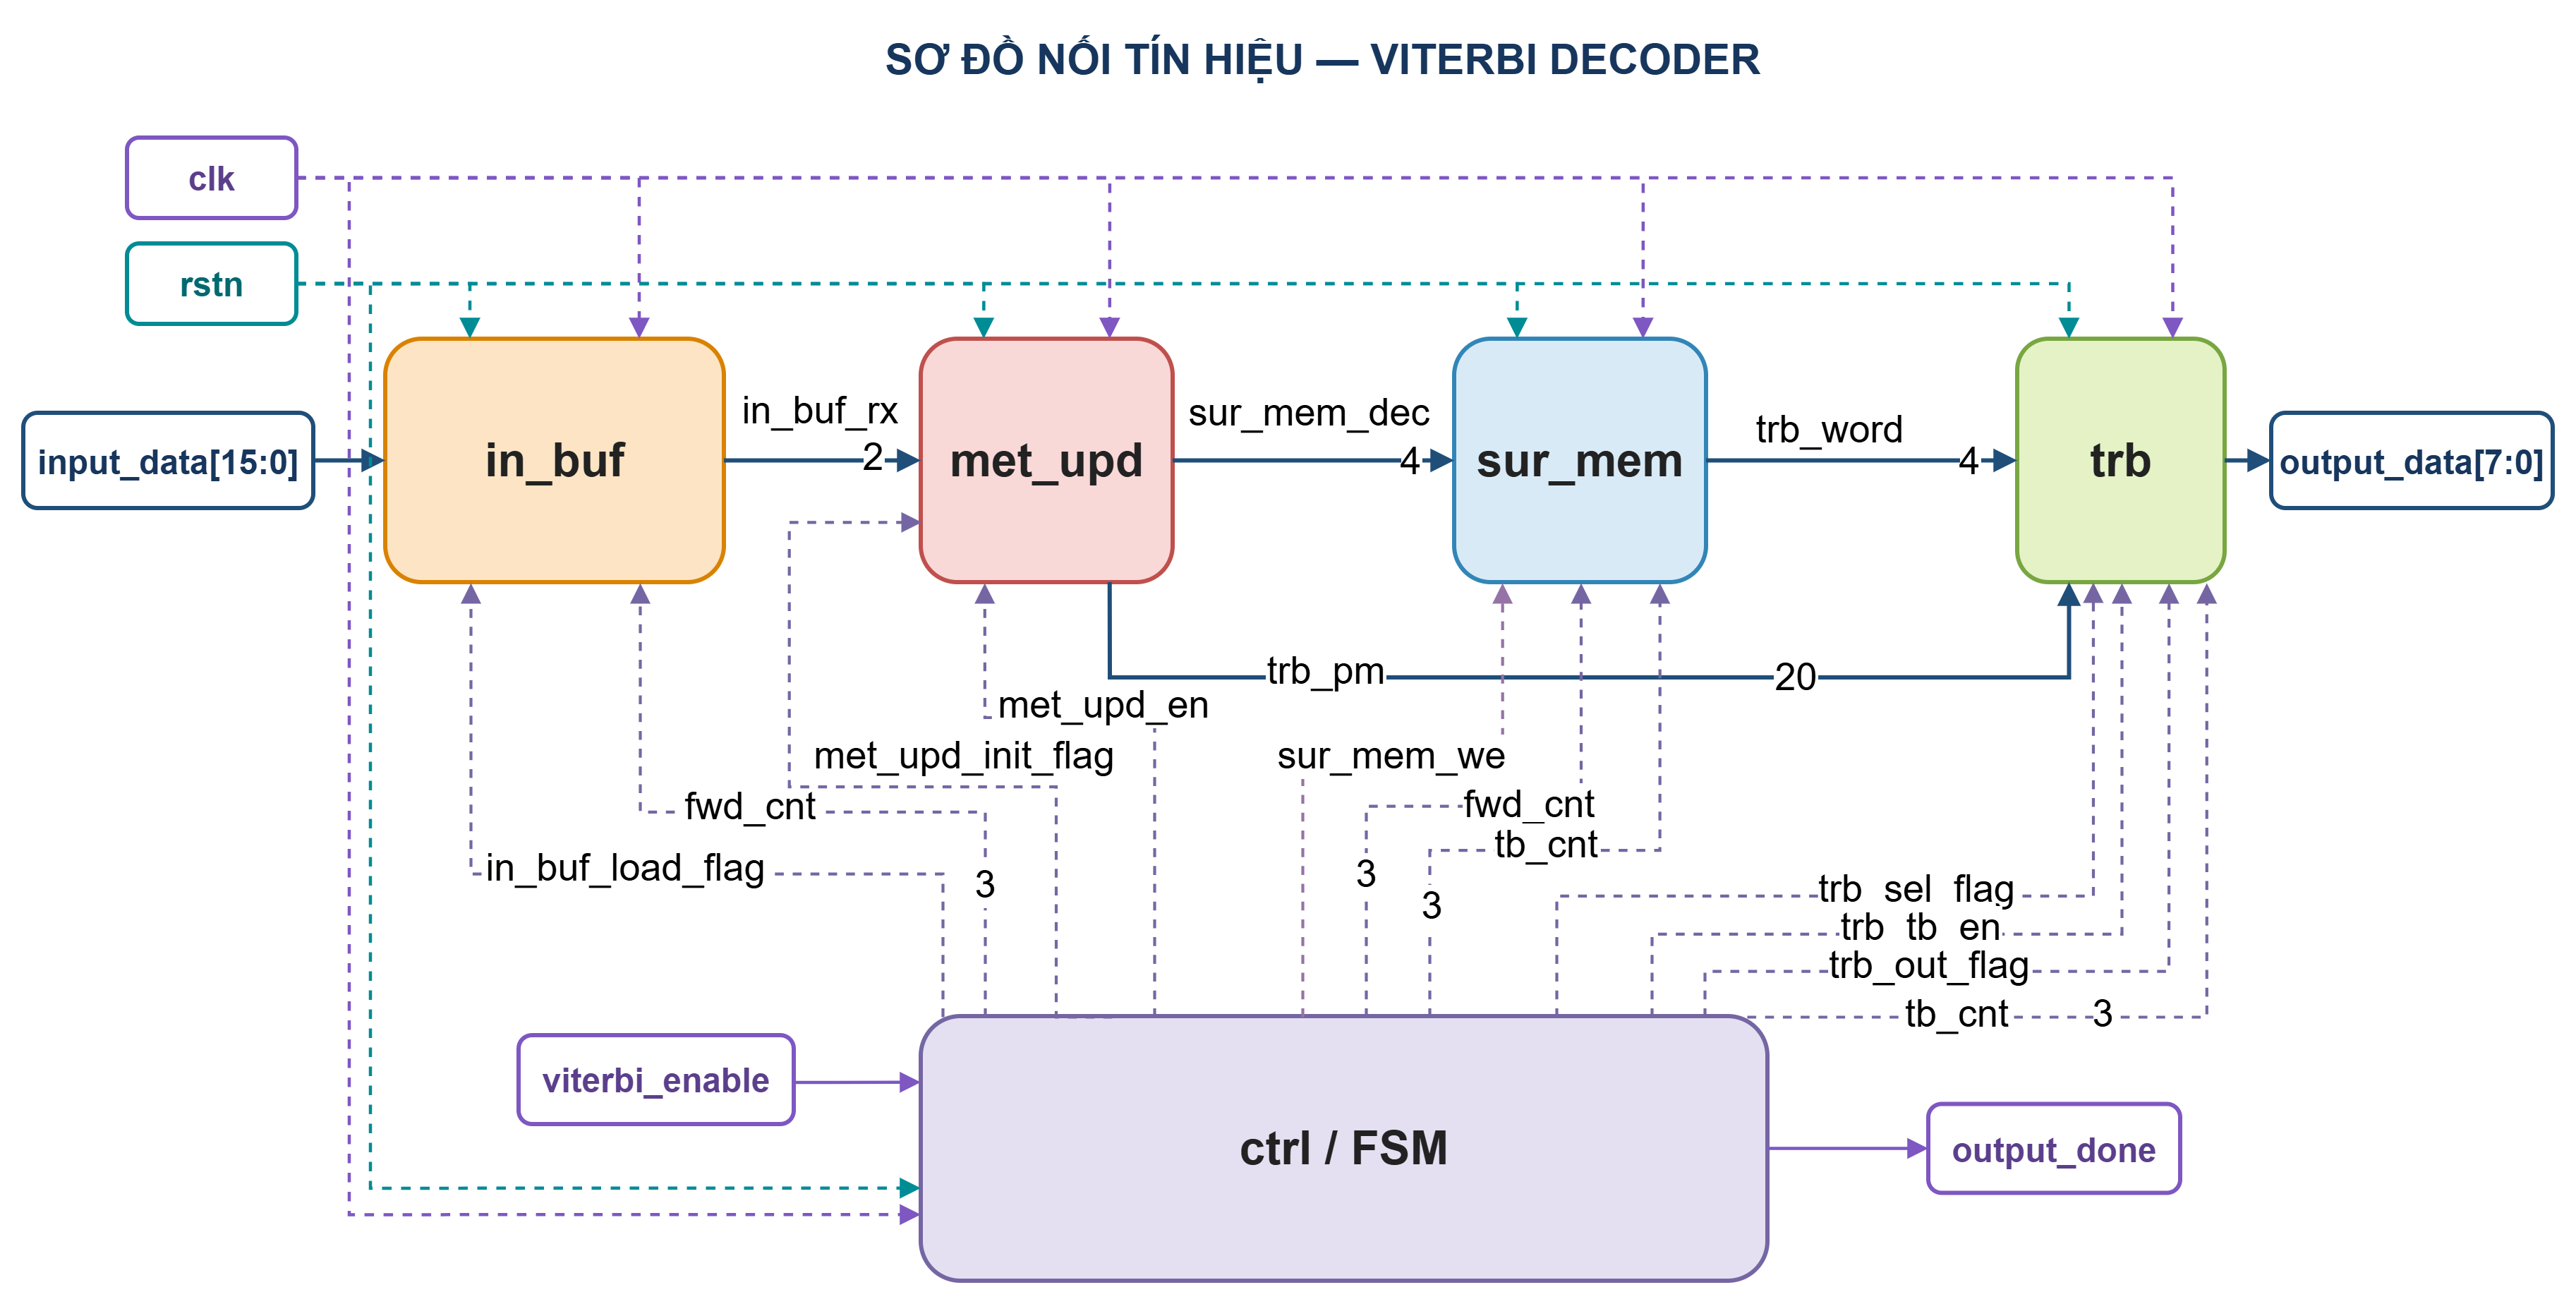 SƠ ĐỒ NỐI TÍN HIỆU — VITERBI DECODER
clk
rstn
input_data[15:0]
in_buf
in_buf_rx
2
met_upd
sur_mem_dec
4
sur_mem
trb_word
4
trb
output_data[7:0]
trb_pm
20
met_upd_en
met_upd_init_flag
sur_mem_we
fwd_cnt
fwd_cnt
tb_cnt
in_buf_load_flag
3
3
3
trb_sel_flag
trb_tb_en
trb_out_flag
tb_cnt
3
viterbi_enable
ctrl / FSM
output_done